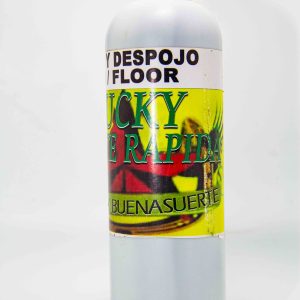 Y DESPOJO
/ FLOOR
UCKY
E RAPIDA
BUENASUERTE